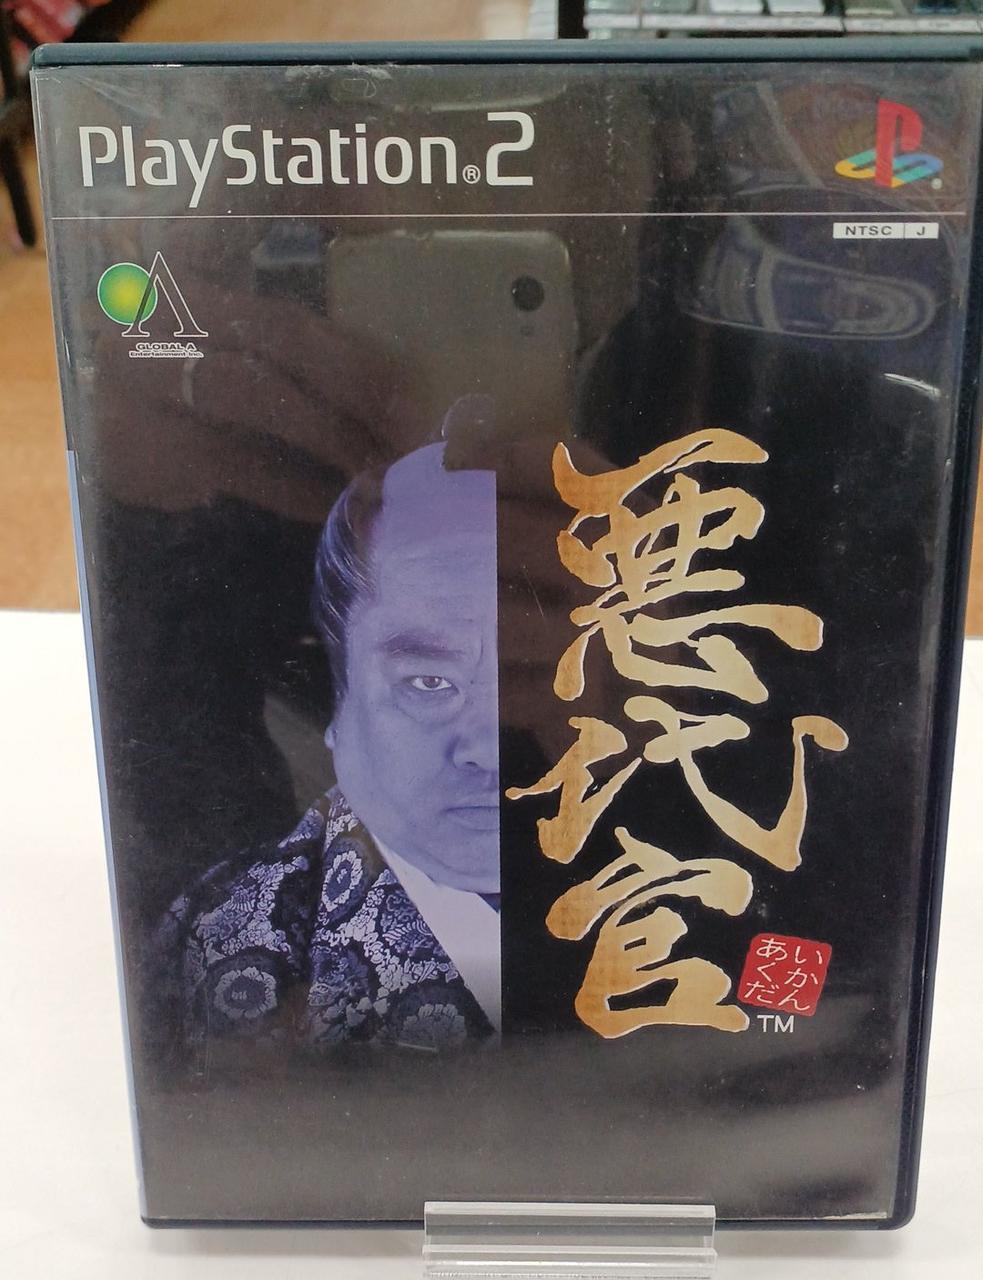 PlayStation®2
NTSC J
GLOBAL A
Entertainment Inc.
悪代官
あくだ
いかん
TM